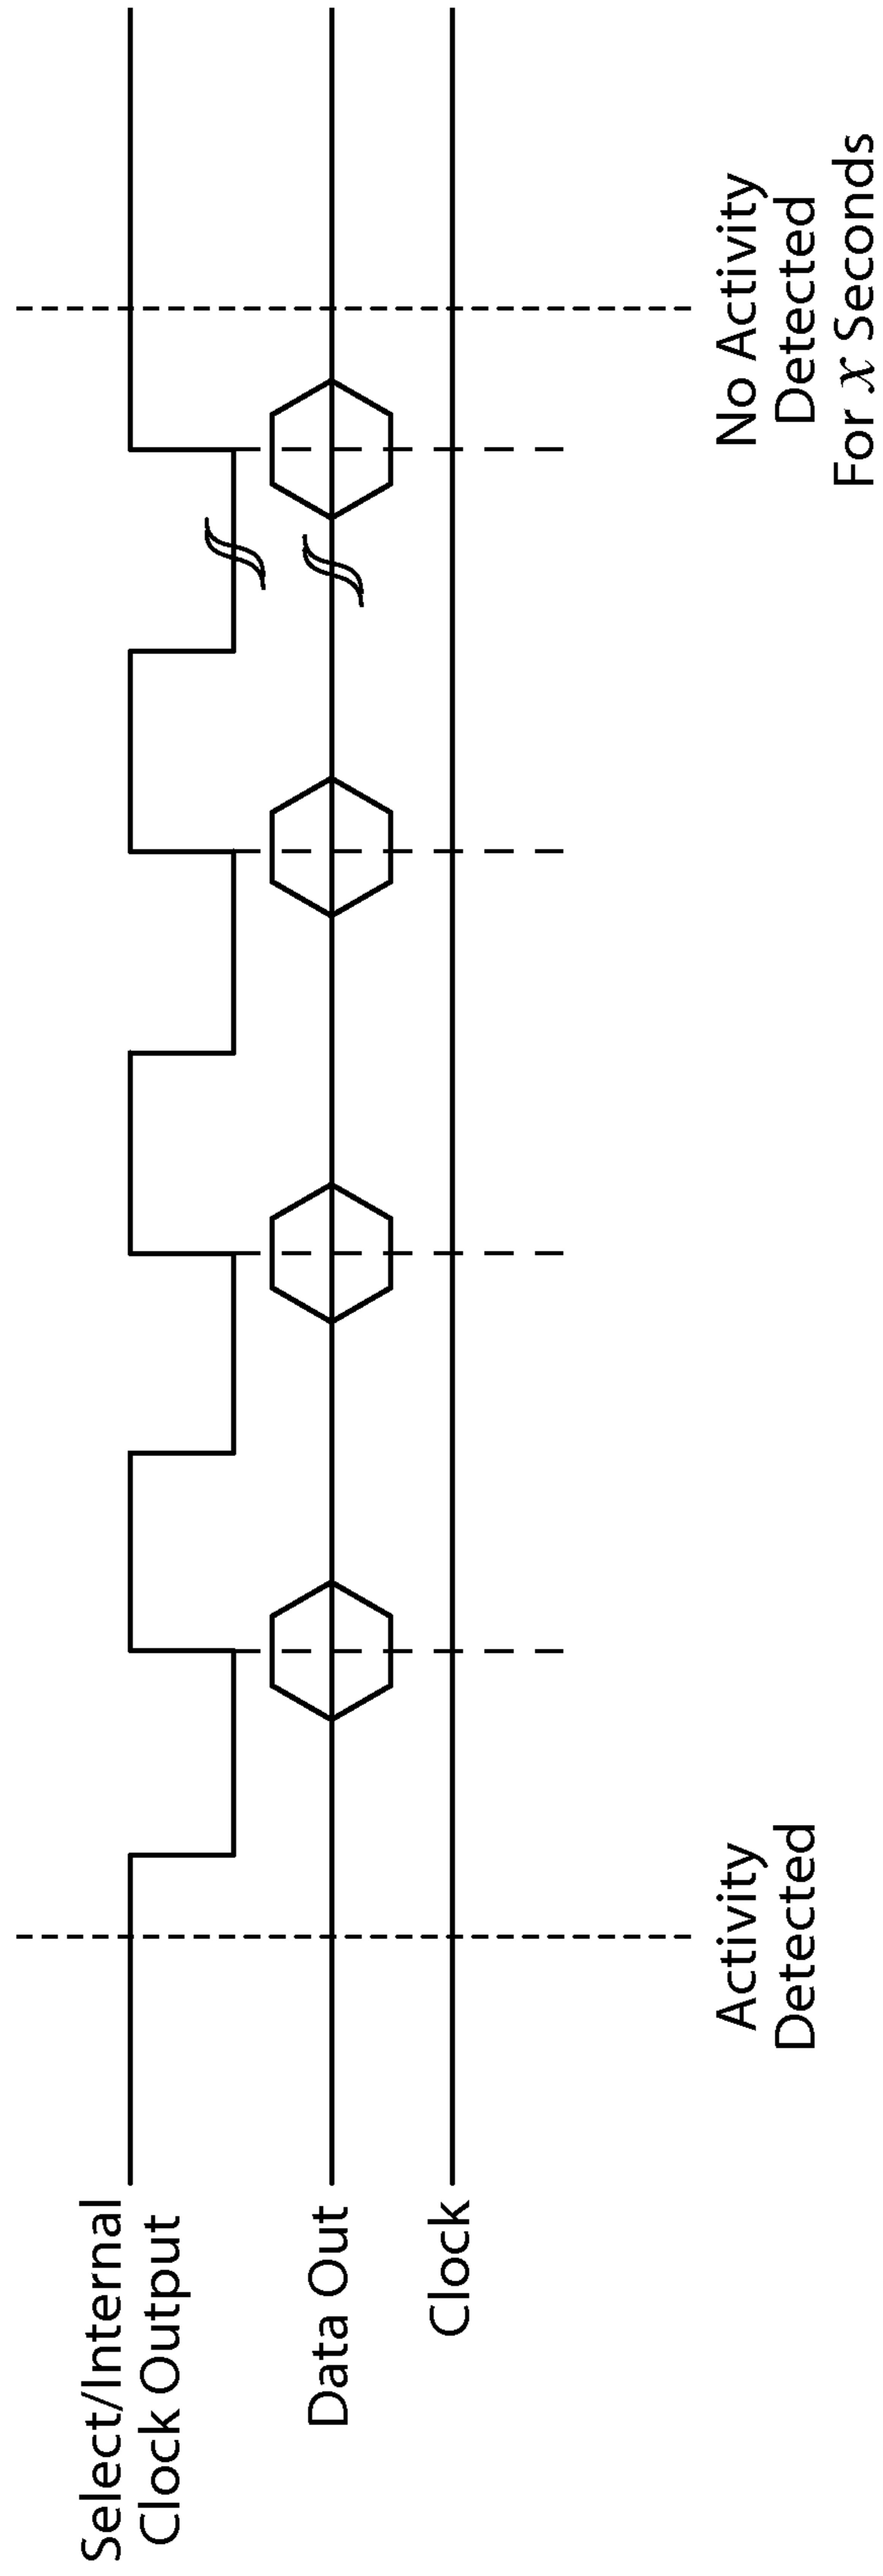 Select/Internal
Clock Output
Data Out
Clock
Activity
Detected
No Activity
Detected
For x Seconds